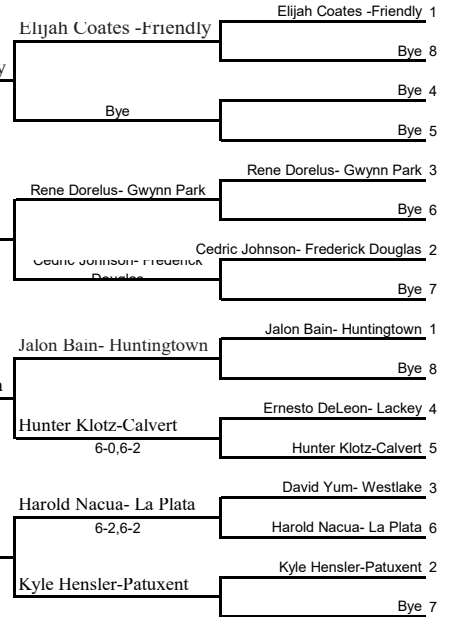 Elijah Coates -Friendly 1
Elijah Coates -Friendly
Bye 8
y
Bye 4
Bye
Bye 5
Rene Dorelus- Gwynn Park 3
Rene Dorelus- Gwynn Park
Bye 6
Cedric Johnson- Frederick Douglas 2
Cedric Johnson- Frederick
Douglas
Bye 7
Jalon Bain- Huntingtown 1
Jalon Bain- Huntingtown
Bye 8
n
Ernesto DeLeon- Lackey 4
Hunter Klotz-Calvert
6-0,6-2
Hunter Klotz-Calvert 5
David Yum- Westlake 3
Harold Nacua- La Plata
6-2,6-2
Harold Nacua- La Plata 6
Kyle Hensler-Patuxent 2
Kyle Hensler-Patuxent
Bye 7